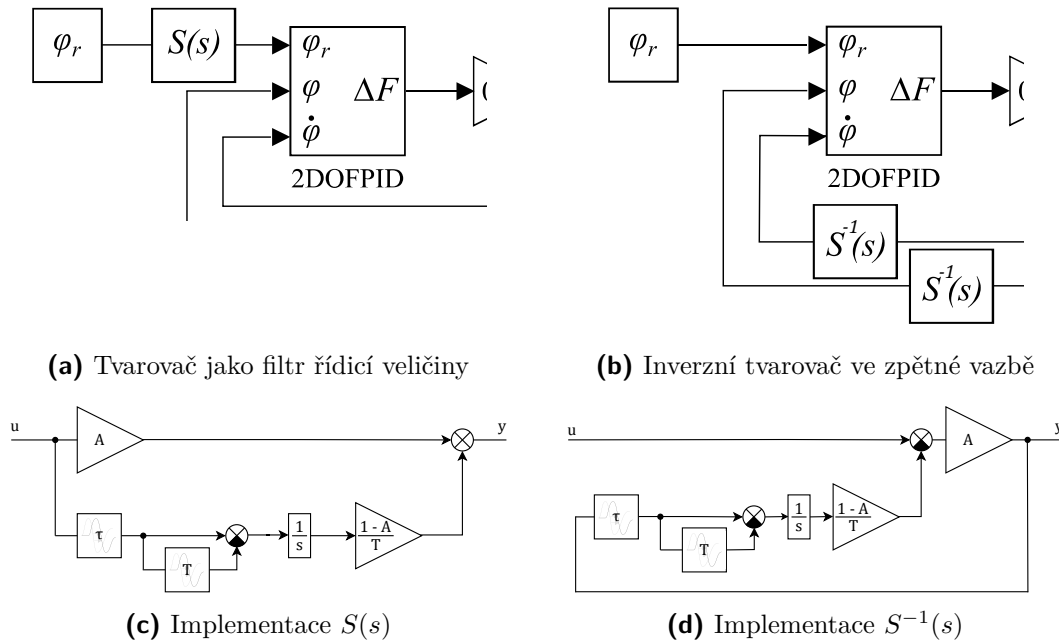 φr S(s) φr φ φ̇ ΔF
2DOFPID
(a) Tvarovač jako filtr řídicí veličiny
φr φr φ φ̇ ΔF
2DOFPID
S-1(s)
S-1(s)
(b) Inverzní tvarovač ve zpětné vazbě
u A y
τ T 1/s 1 - A/T
(c) Implementace S(s)
u A y
τ T 1/s 1 - A/T
(d) Implementace S−1(s)